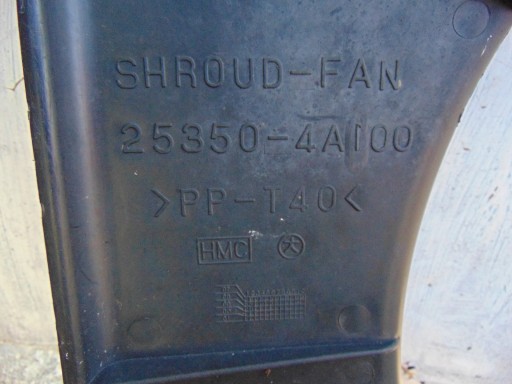 SHROUD-FAN
25350-4A100
>PP-T40<
HMC 大